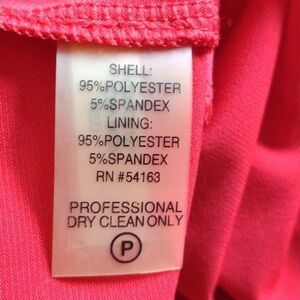 SHELL:
95%POLYESTER
5%SPANDEX
LINING:
95%POLYESTER
5%SPANDEX
RN #54163
PROFESSIONAL
DRY CLEAN ONLY
P